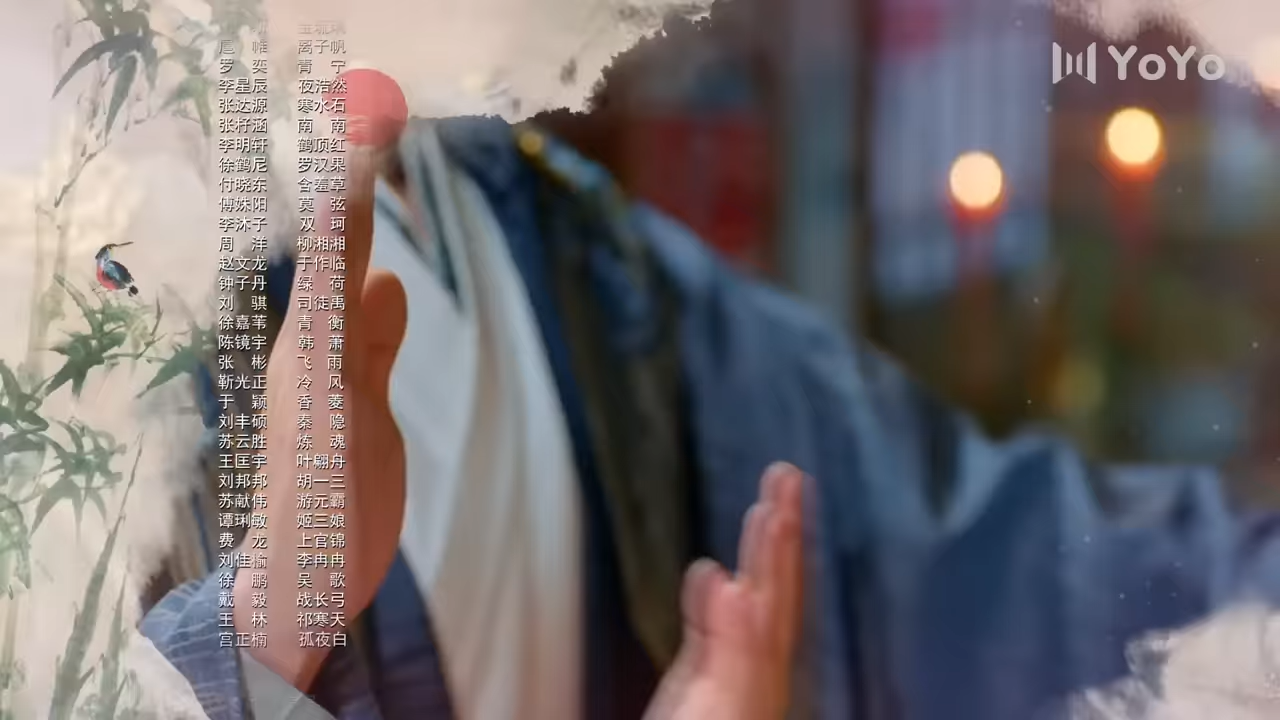 YoYo
离子帆
罗 奕 青 宁
李星辰 夜浩然
张达源 寒水石
张籽涵 南 南
李明轩 鹤顶红
徐鹤尼 罗汉果
付晓东 含羞草
傅姝阳 莫 弦
李沐子 双 珂
周 洋 柳湘湘
赵文龙 于作临
钟子丹 绿 荷
刘 骐 司徒禹
徐嘉苇 青 衡
陈镜宇 韩 萧
张 彬 飞 雨
靳光正 冷 风
于 颖 香 菱
刘丰硕 秦 隐
苏云胜 炼 魂
王匡宇 叶翱舟
刘邦邦 胡一三
苏献伟 游元霸
谭琍敏 姬三娘
费 龙 上官锦
刘佳愉 李冉冉
徐 鹏 吴 歌
戴 毅 战长弓
王 林 祁寒天
宫正楠 孤夜白